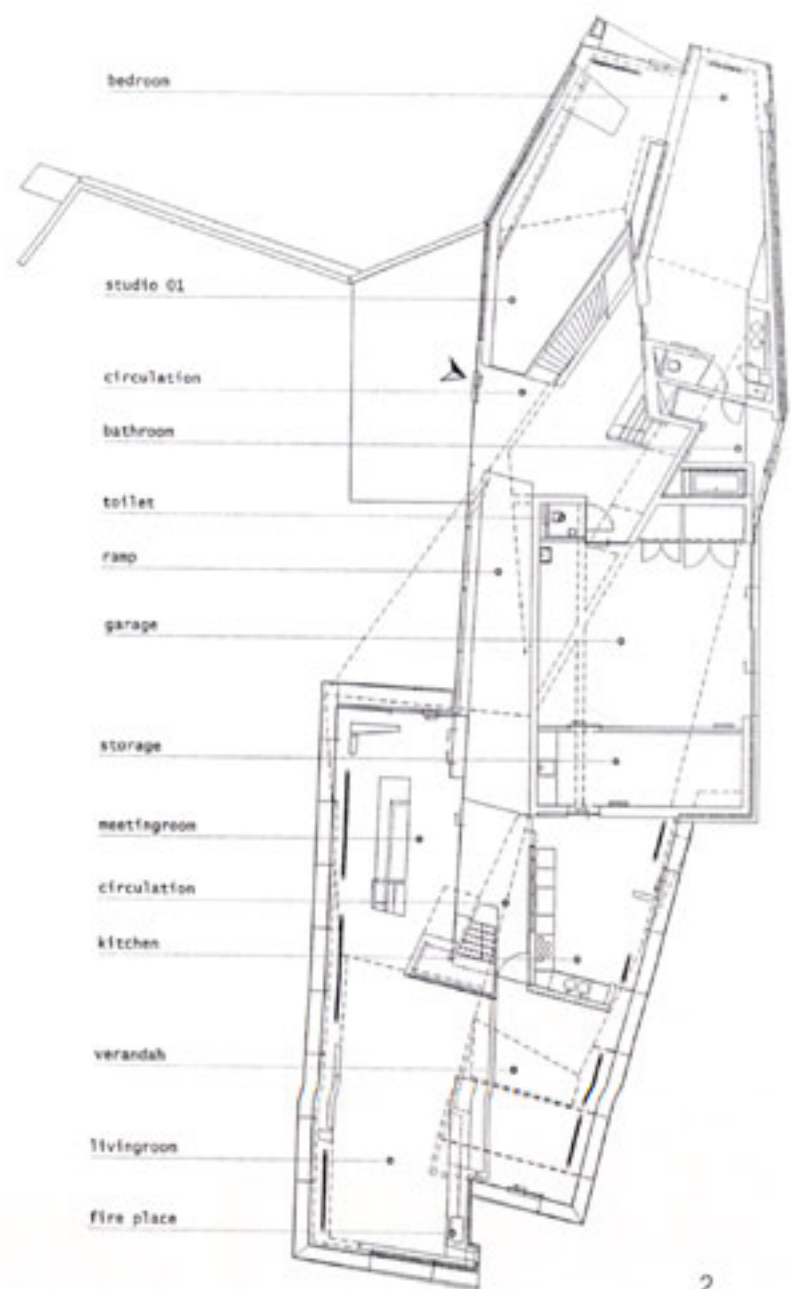 bedroom
studio 01
circulation
bathroom
toilet
ramp
garage
storage
meetingroom
circulation
kitchen
verandah
livingroom
fire place
2